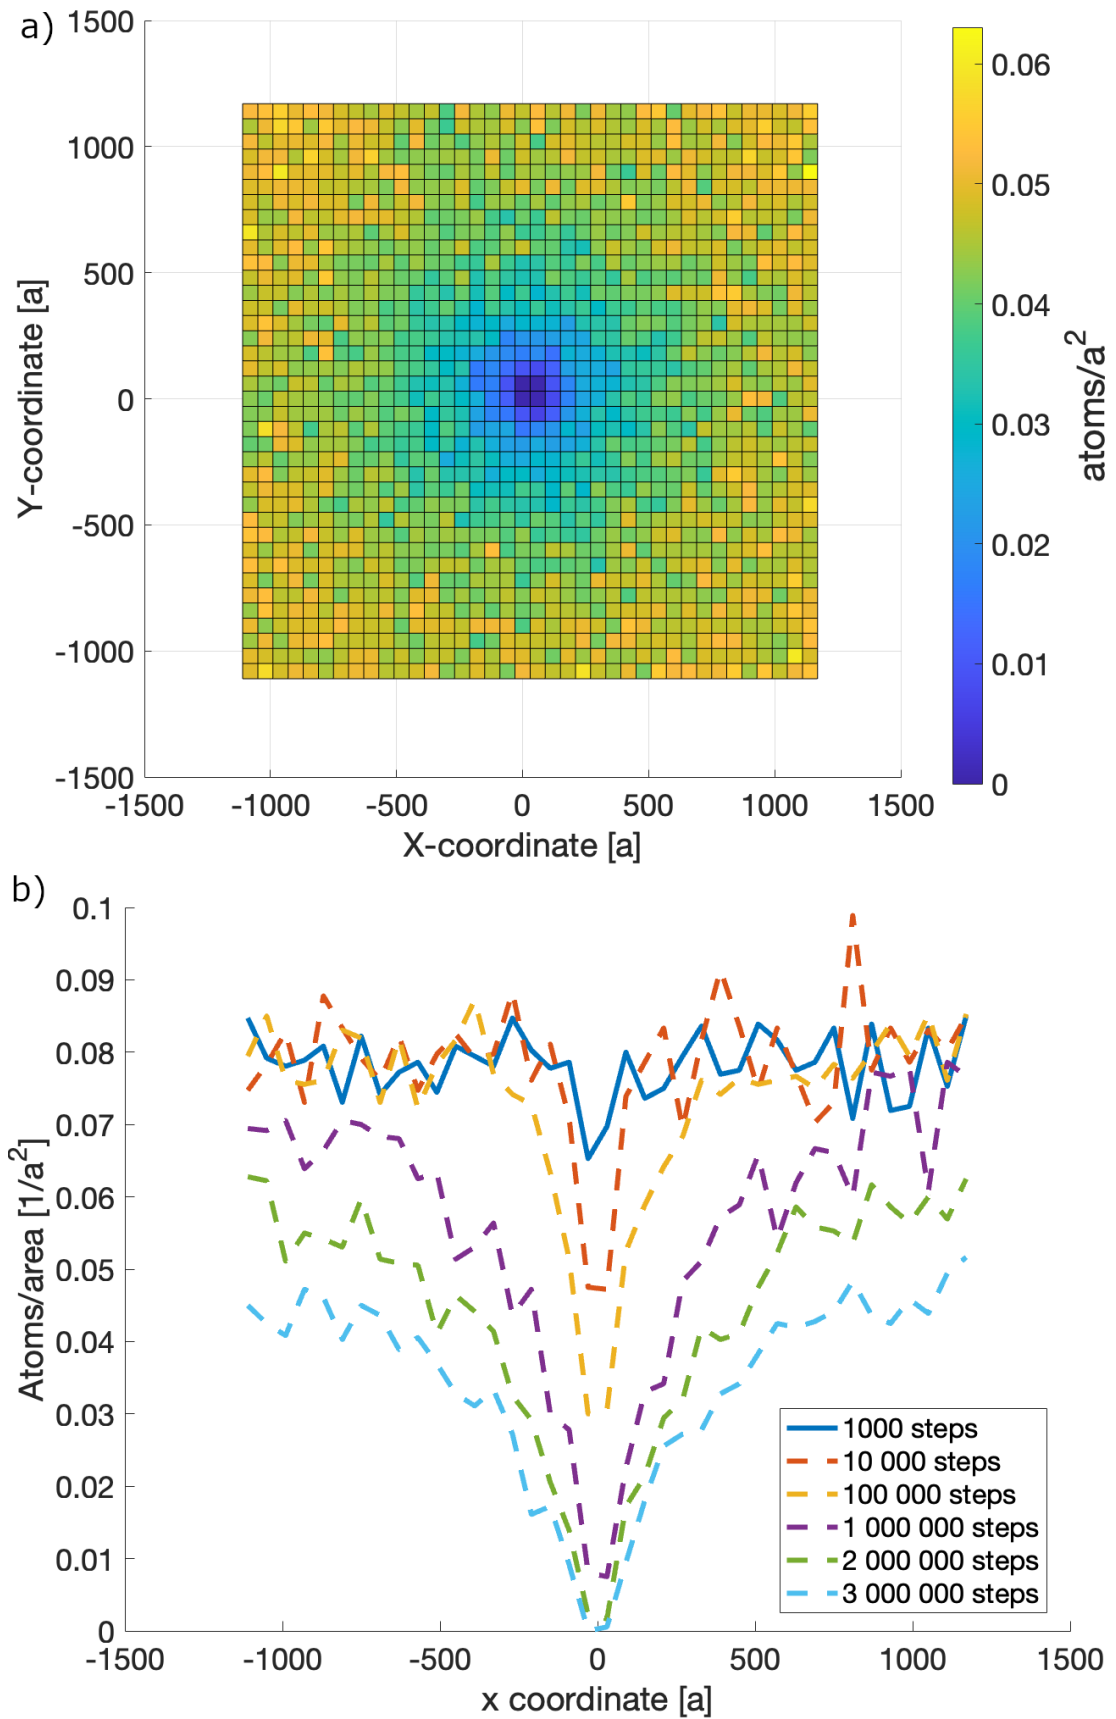 a)
1500
1000
500
0
-500
-1000
-1500
Y-coordinate [a]
-1500 -1000 -500 0 500 1000 1500
X-coordinate [a]
0.06
0.05
0.04
0.03
0.02
0.01
0
atoms/a²
b)
0.1
0.09
0.08
0.07
0.06
0.05
0.04
0.03
0.02
0.01
0
Atoms/area [1/a²]
-1500 -1000 -500 0 500 1000 1500
x coordinate [a]
1000 steps
10 000 steps
100 000 steps
1 000 000 steps
2 000 000 steps
3 000 000 steps